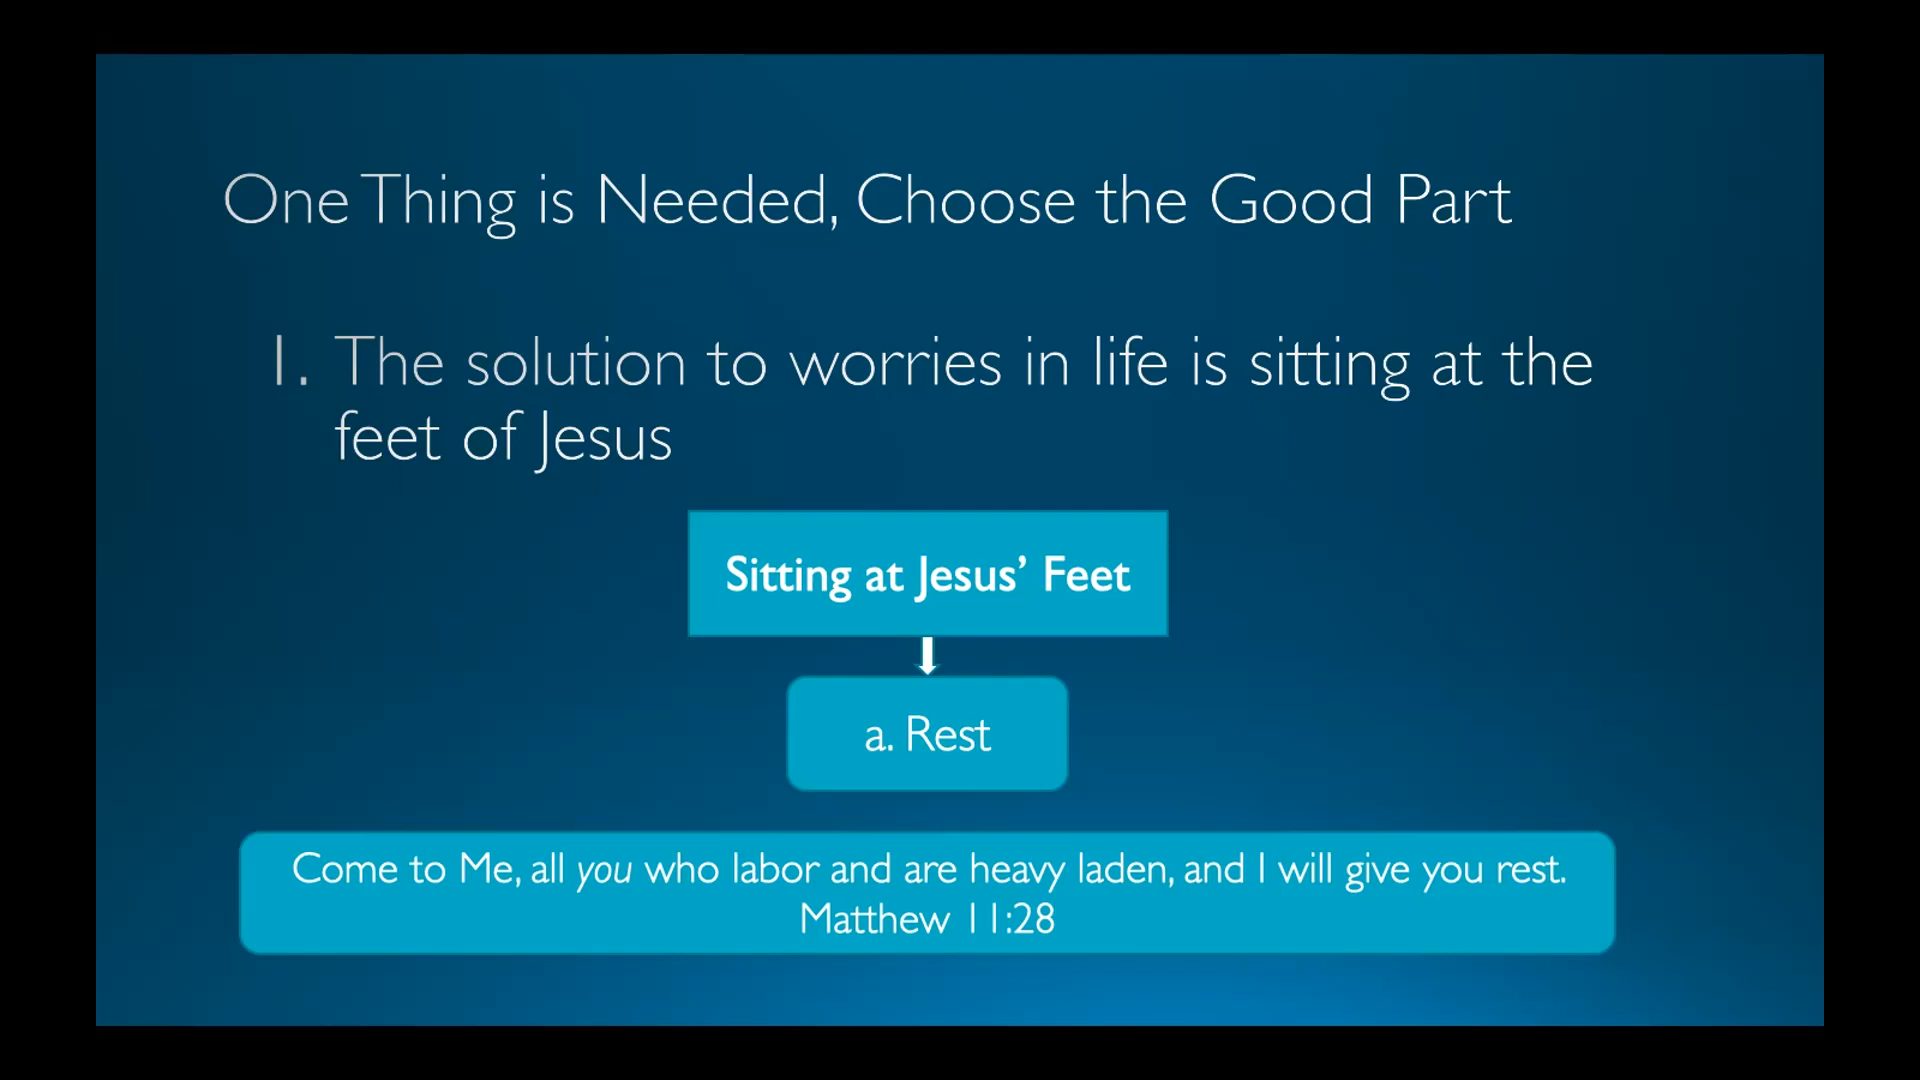 One Thing is Needed, Choose the Good Part
1. The solution to worries in life is sitting at the
feet of Jesus
Sitting at Jesus’ Feet
a. Rest
Come to Me, all you who labor and are heavy laden, and I will give you rest.
Matthew 11:28